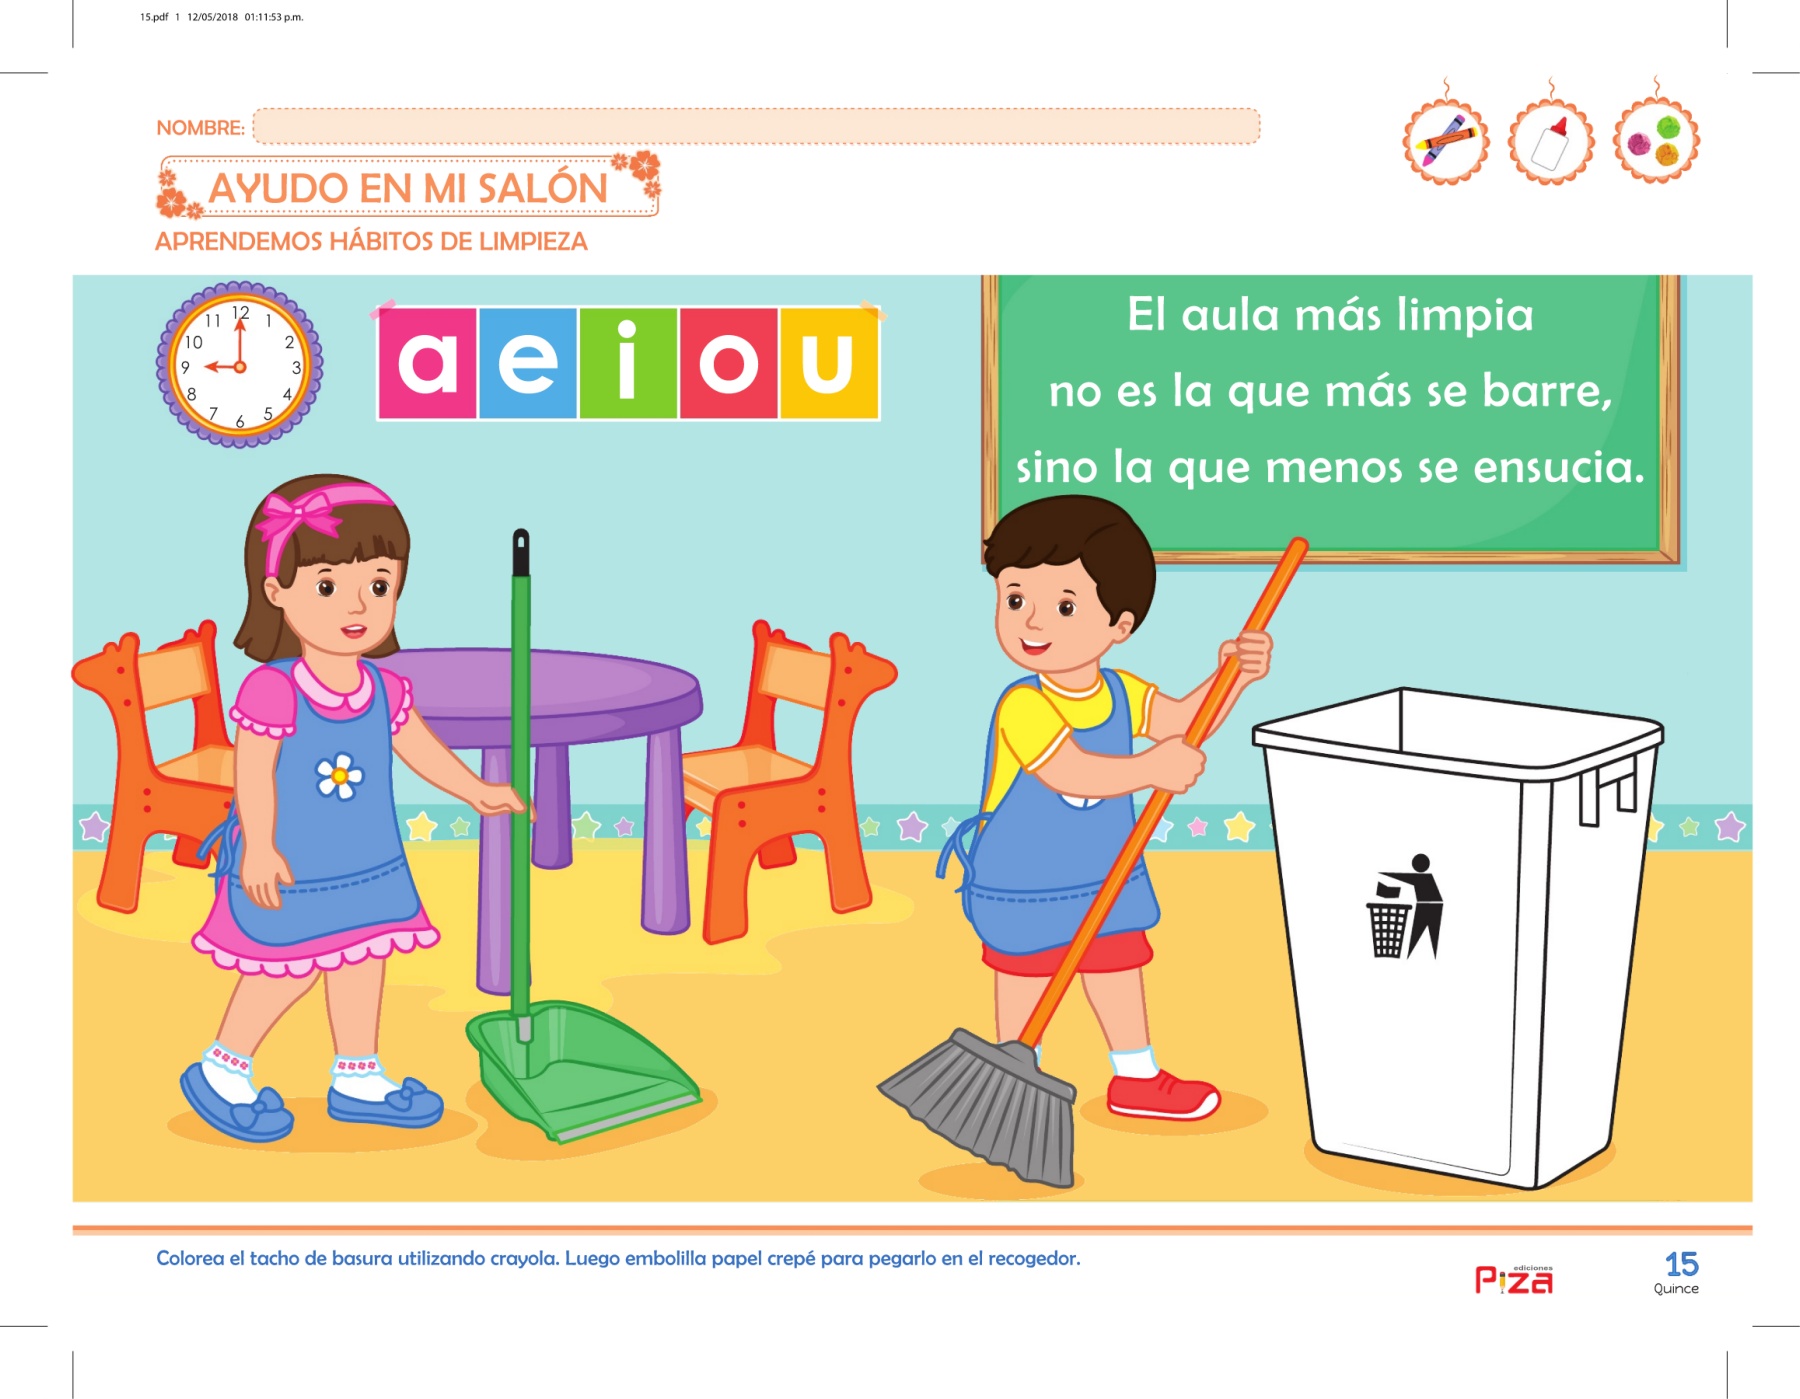 15.pdf 1 12/05/2018 01:11:53 p.m.
NOMBRE:
AYUDO EN MI SALÓN
APRENDEMOS HÁBITOS DE LIMPIEZA
12
11 1
10 2
9 3
8 4
7 5
6
a e i o u
El aula más limpia
no es la que más se barre,
sino la que menos se ensucia.
Colorea el tacho de basura utilizando crayola. Luego embolilla papel crepé para pegarlo en el recogedor.
ediciones
Piza
15
Quince